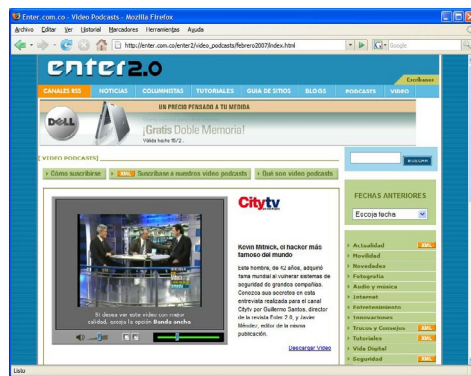 Enter.com.co - Video Podcasts - Mozilla Firefox
Archivo Editar Ver Historial Marcadores Herramientas Ayuda
http://enter.com.co/enter2/video_podcasts/febrero2007/index.html
Google
enter2.0
Escríbanos
CANALES RSS NOTICIAS COLUMNISTAS TUTORIALES GUIA DE SITIOS BLOGS PODCASTS VIDEO
UN PRECIO PENSADO A TU MEDIDA
DELL
¡Gratis Doble Memoria!
Válida hasta 15/2.
[ VIDEO PODCASTS]
BUSCAR
Cómo suscribirse XML Suscríbase a nuestros video podcasts Qué son video podcasts
FECHAS ANTERIORES
Escoja fecha
Citytv
Kevin Mitnick, el hacker más
famoso del mundo
Este hombre, de 42 años, adquirió
fama mundial al vulnerar sistemas de
seguridad de grandes compañías.
Conozca sus secretos en esta
entrevista realizada para el canal
Citytv por Guillermo Santos, director
de la revista Enter 2.0, y Javier
Méndez, editor de la misma
publicación.
Descargar Video
Si desea ver este video con mejor
calidad, escoja la opción Banda ancha
Actualidad XML
Movilidad
Novedades
Fotografía
Audio y música
Internet
Entretenimiento
Innovaciones
Trucos y Consejos XML
Tutoriales XML
Vida Digital
Seguridad XML
Listo